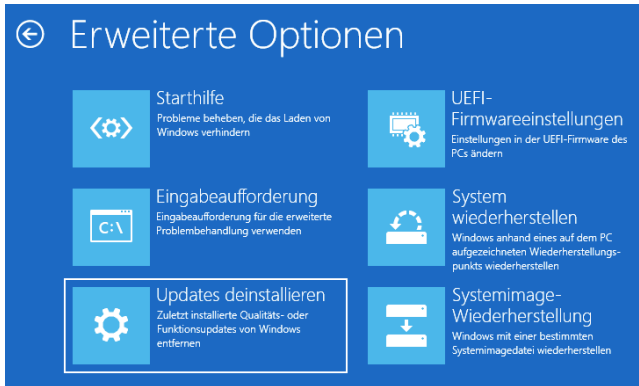 Erweiterte Optionen
Starthilfe
Probleme beheben, die das Laden von
Windows verhindern
Eingabeaufforderung
Eingabeaufforderung für die erweiterte
Problembehandlung verwenden
C:\
Updates deinstallieren
Zuletzt installierte Qualitäts- oder
Funktionsupdates von Windows
entfernen
UEFI-
Firmwareeinstellungen
Einstellungen in der UEFI-Firmware des
PCs ändern
System
wiederherstellen
Windows anhand eines auf dem PC
aufgezeichneten Wiederherstellungs-
punkts wiederherstellen
Systemimage-
Wiederherstellung
Windows mit einer bestimmten
Systemimagedatei wiederherstellen